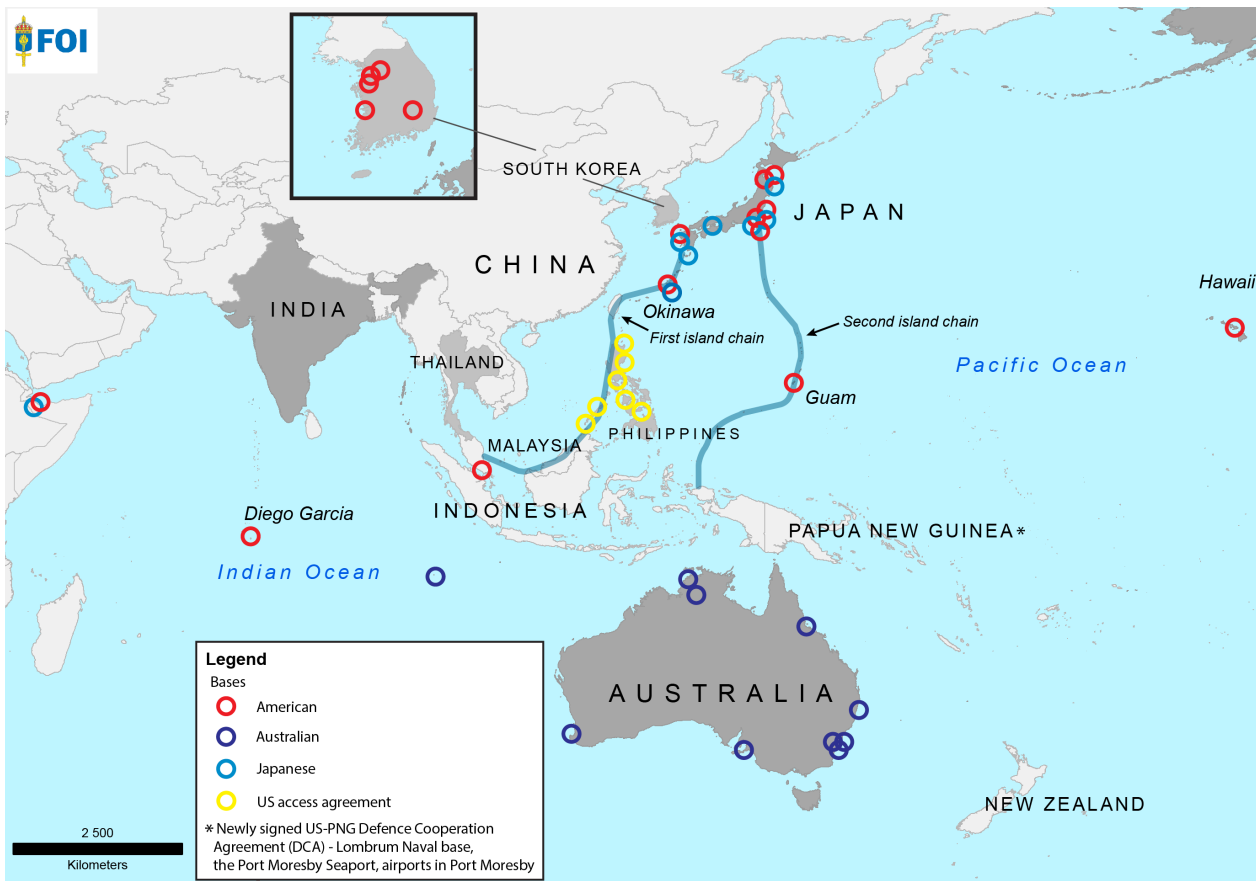 FOI
SOUTH KOREA
JAPAN
CHINA
INDIA
Hawaii
Okinawa
First island chain
Second island chain
THAILAND
Pacific Ocean
Guam
PHILIPPINES
MALAYSIA
INDONESIA
Diego Garcia
PAPUA NEW GUINEA*
Indian Ocean
AUSTRALIA
NEW ZEALAND
Legend
Bases
American
Australian
Japanese
US access agreement
* Newly signed US-PNG Defence Cooperation
Agreement (DCA) - Lombrum Naval base,
the Port Moresby Seaport, airports in Port Moresby
2 500
Kilometers